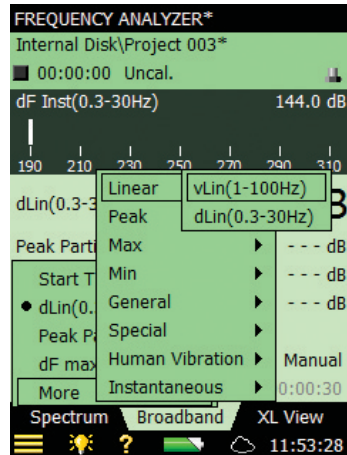 FREQUENCY ANALYZER*
Internal Disk\Project 003*
00:00:00 Uncal.
dF Inst(0.3-30Hz) 144.0 dB
190 210 230 250 270 290 310
dLin(0.3-3 Linear vLin(1-100Hz) B
Peak dLin(0.3-30Hz)
Peak Parti Max - - - dB
Start T Min - - - dB
dLin(0. General - - - dB
Peak Pa Special
dF max Human Vibration Manual
More Instantaneous 0:00:30
Spectrum Broadband XL View
? 11:53:28